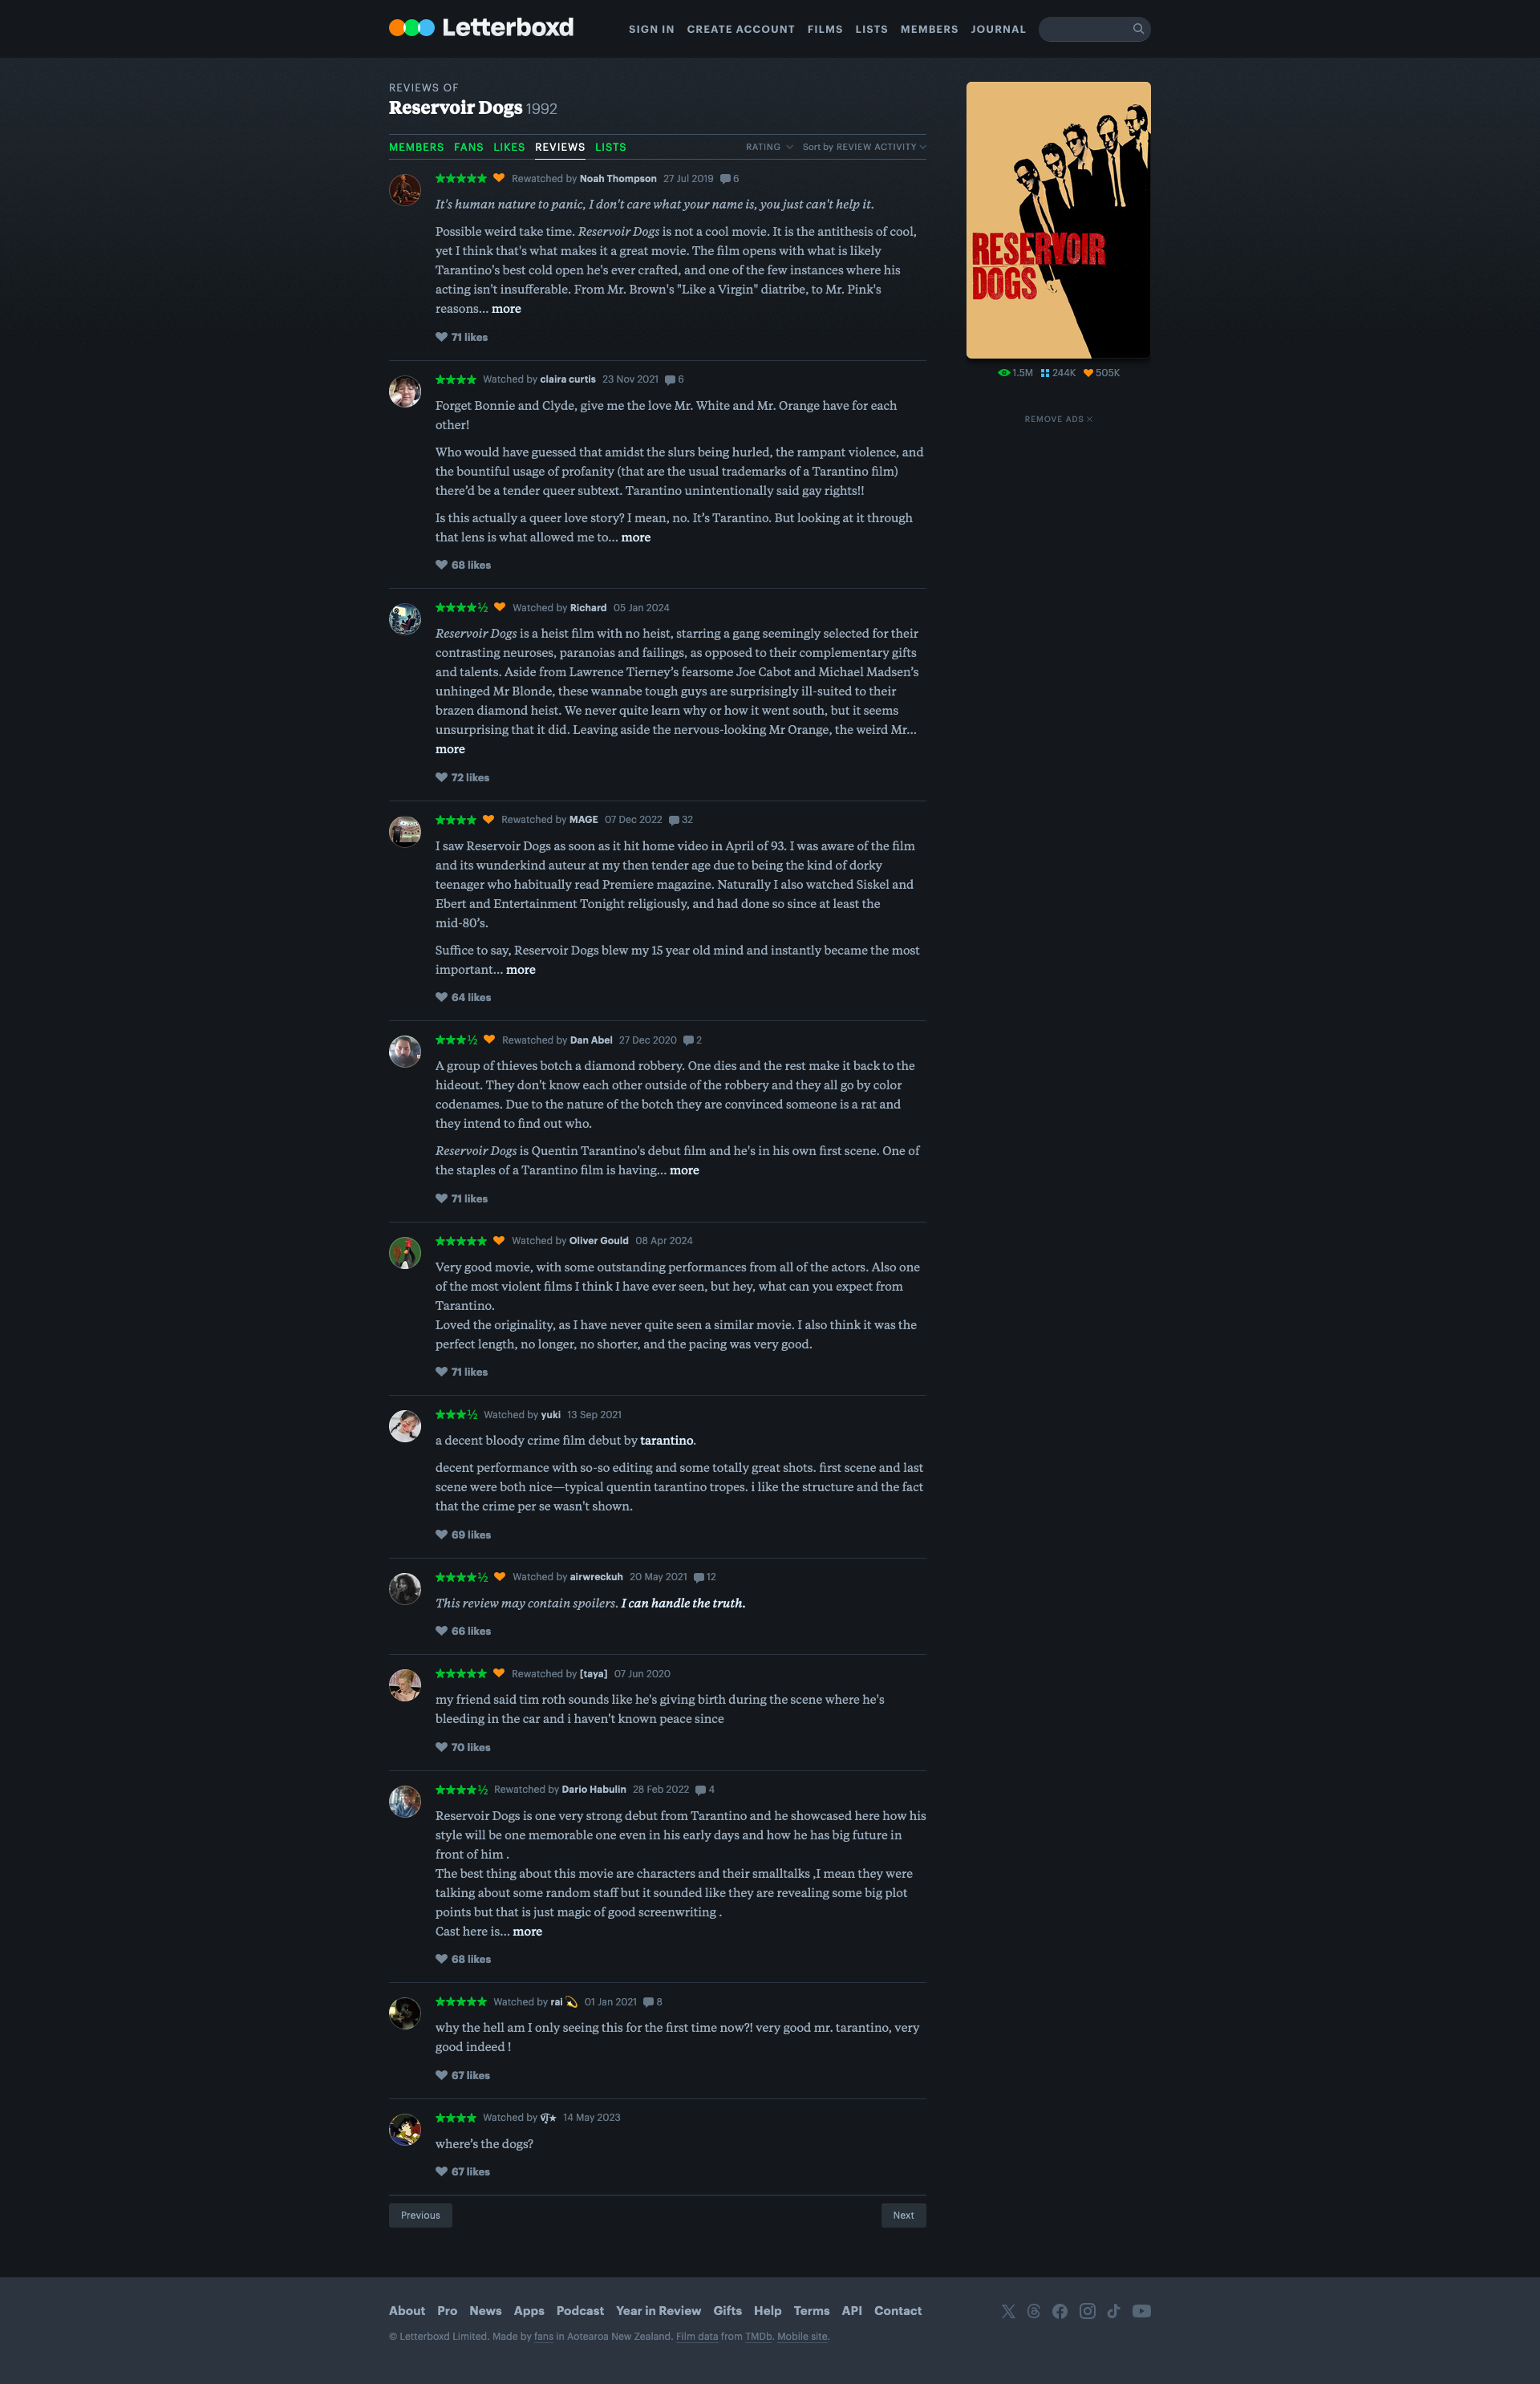 Letterboxd
SIGN IN CREATE ACCOUNT FILMS LISTS MEMBERS JOURNAL
REVIEWS OF
Reservoir Dogs 1992
MEMBERS FANS LIKES REVIEWS LISTS
RATING Sort by REVIEW ACTIVITY
★★★★★ Rewatched by Noah Thompson 27 Jul 2019 6
It's human nature to panic, I don't care what your name is, you just can't help it.
Possible weird take time. Reservoir Dogs is not a cool movie. It is the antithesis of cool,
yet I think that's what makes it a great movie. The film opens with what is likely
Tarantino's best cold open he's ever crafted, and one of the few instances where his
acting isn't insufferable. From Mr. Brown's "Like a Virgin" diatribe, to Mr. Pink's
reasons... more
71 likes
★★★★ Watched by claira curtis 23 Nov 2021 6
Forget Bonnie and Clyde, give me the love Mr. White and Mr. Orange have for each
other!
Who would have guessed that amidst the slurs being hurled, the rampant violence, and
the bountiful usage of profanity (that are the usual trademarks of a Tarantino film)
there’d be a tender queer subtext. Tarantino unintentionally said gay rights!!
Is this actually a queer love story? I mean, no. It’s Tarantino. But looking at it through
that lens is what allowed me to... more
68 likes
★★★★½ Watched by Richard 05 Jan 2024
Reservoir Dogs is a heist film with no heist, starring a gang seemingly selected for their
contrasting neuroses, paranoias and failings, as opposed to their complementary gifts
and talents. Aside from Lawrence Tierney’s fearsome Joe Cabot and Michael Madsen’s
unhinged Mr Blonde, these wannabe tough guys are surprisingly ill-suited to their
brazen diamond heist. We never quite learn why or how it went south, but it seems
unsurprising that it did. Leaving aside the nervous-looking Mr Orange, the weird Mr...
more
72 likes
★★★★ Rewatched by MAGE 07 Dec 2022 32
I saw Reservoir Dogs as soon as it hit home video in April of 93. I was aware of the film
and its wunderkind auteur at my then tender age due to being the kind of dorky
teenager who habitually read Premiere magazine. Naturally I also watched Siskel and
Ebert and Entertainment Tonight religiously, and had done so since at least the
mid-80’s.
Suffice to say, Reservoir Dogs blew my 15 year old mind and instantly became the most
important... more
64 likes
★★★½ Rewatched by Dan Abel 27 Dec 2020 2
A group of thieves botch a diamond robbery. One dies and the rest make it back to the
hideout. They don't know each other outside of the robbery and they all go by color
codenames. Due to the nature of the botch they are convinced someone is a rat and
they intend to find out who.
Reservoir Dogs is Quentin Tarantino's debut film and he's in his own first scene. One of
the staples of a Tarantino film is having... more
71 likes
★★★★★ Watched by Oliver Gould 08 Apr 2024
Very good movie, with some outstanding performances from all of the actors. Also one
of the most violent films I think I have ever seen, but hey, what can you expect from
Tarantino.
Loved the originality, as I have never quite seen a similar movie. I also think it was the
perfect length, no longer, no shorter, and the pacing was very good.
71 likes
★★★½ Watched by yuki 13 Sep 2021
a decent bloody crime film debut by tarantino.
decent performance with so-so editing and some totally great shots. first scene and last
scene were both nice—typical quentin tarantino tropes. i like the structure and the fact
that the crime per se wasn't shown.
69 likes
★★★★½ Watched by airwreckuh 20 May 2021 12
This review may contain spoilers. I can handle the truth.
66 likes
★★★★★ Rewatched by [taya] 07 Jun 2020
my friend said tim roth sounds like he's giving birth during the scene where he's
bleeding in the car and i haven't known peace since
70 likes
★★★★½ Rewatched by Dario Habulin 28 Feb 2022 4
Reservoir Dogs is one very strong debut from Tarantino and he showcased here how his
style will be one memorable one even in his early days and how he has big future in
front of him .
The best thing about this movie are characters and their smalltalks ,I mean they were
talking about some random staff but it sounded like they are revealing some big plot
points but that is just magic of good screenwriting .
Cast here is... more
68 likes
★★★★★ Watched by rai 💫 01 Jan 2021 8
why the hell am I only seeing this for the first time now?! very good mr. tarantino, very
good indeed !
67 likes
★★★★ Watched by 14 May 2023
where’s the dogs?
67 likes
Previous Next
RESERVOIR
DOGS
1.5M 244K 505K
REMOVE ADS
About Pro News Apps Podcast Year in Review Gifts Help Terms API Contact
© Letterboxd Limited. Made by fans in Aotearoa New Zealand. Film data from TMDb. Mobile site.